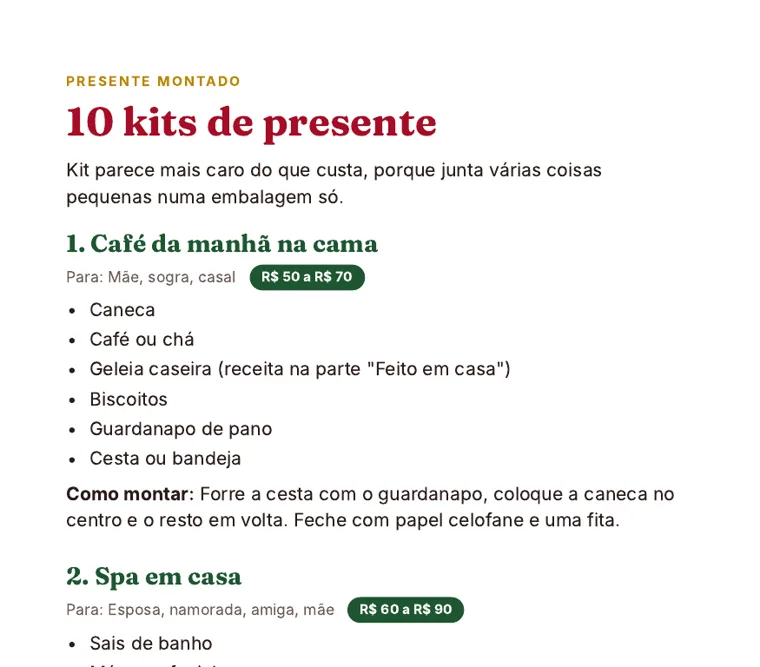 PRESENTE MONTADO
10 kits de presente
Kit parece mais caro do que custa, porque junta várias coisas
pequenas numa embalagem só.
1. Café da manhã na cama
Para: Mãe, sogra, casal R$ 50 a R$ 70
• Caneca
• Café ou chá
• Geleia caseira (receita na parte "Feito em casa")
• Biscoitos
• Guardanapo de pano
• Cesta ou bandeja
Como montar: Forre a cesta com o guardanapo, coloque a caneca no
centro e o resto em volta. Feche com papel celofane e uma fita.
2. Spa em casa
Para: Esposa, namorada, amiga, mãe R$ 60 a R$ 90
• Sais de banho